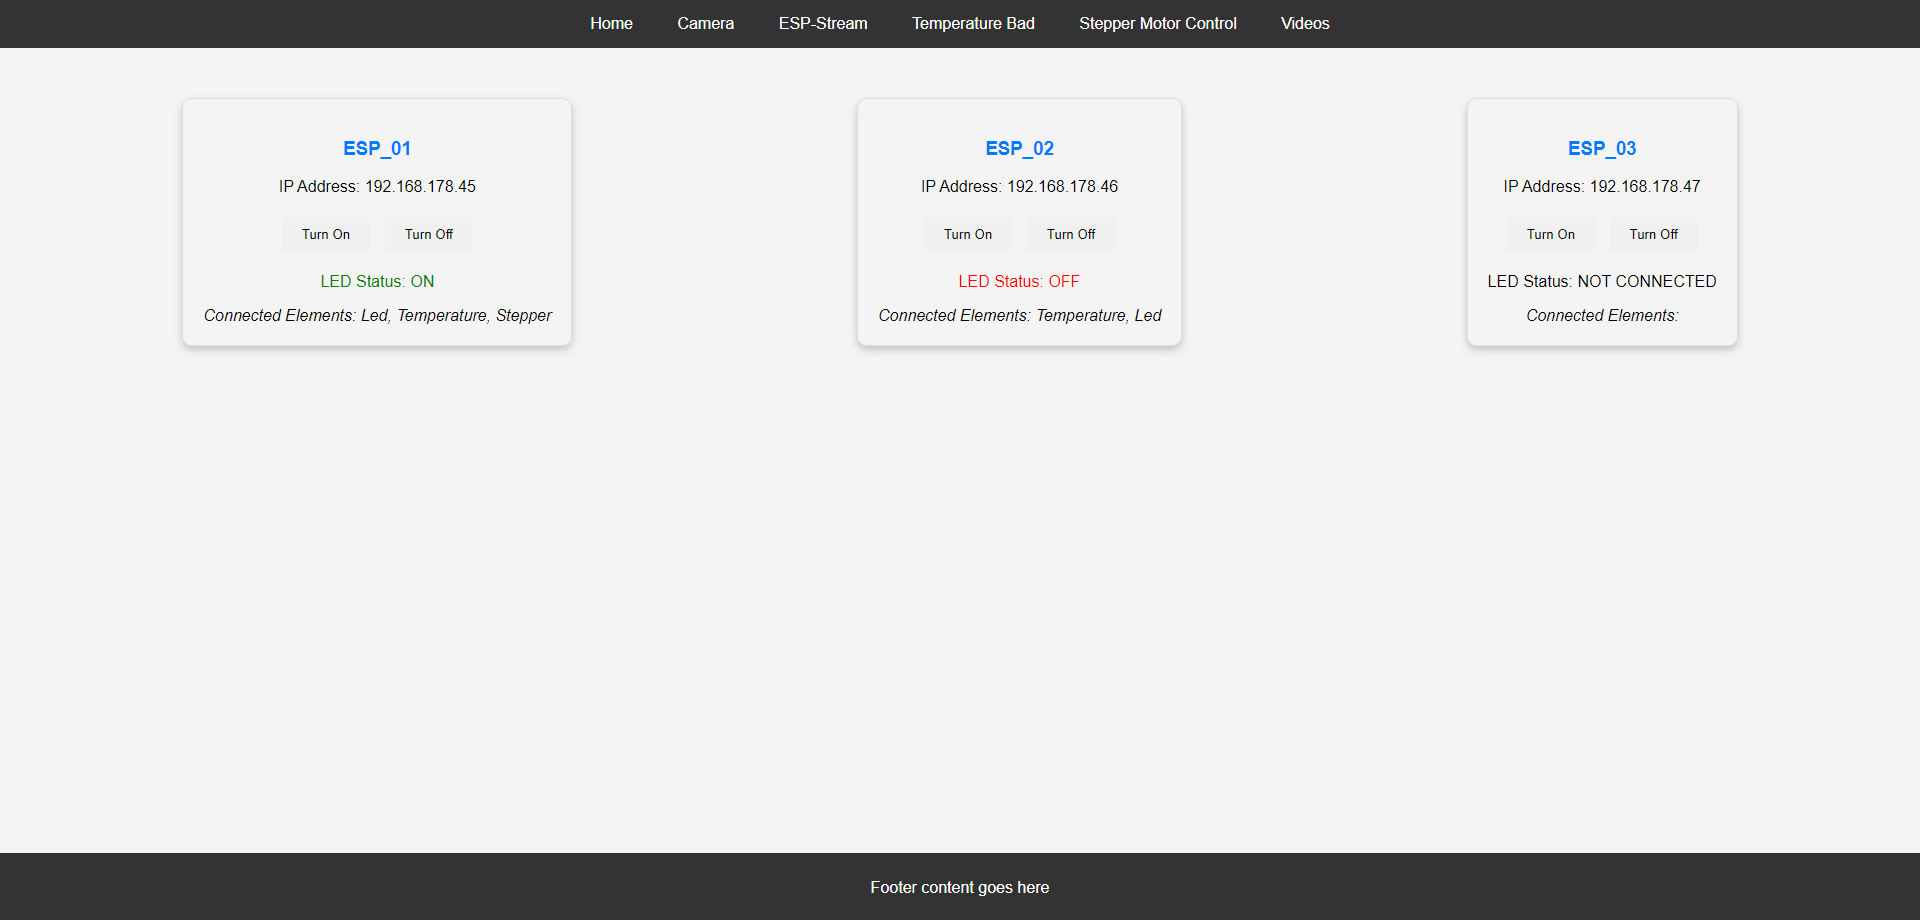 Home Camera ESP-Stream Temperature Bad Stepper Motor Control Videos
ESP_01
IP Address: 192.168.178.45
Turn On Turn Off
LED Status: ON
Connected Elements: Led, Temperature, Stepper
ESP_02
IP Address: 192.168.178.46
Turn On Turn Off
LED Status: OFF
Connected Elements: Temperature, Led
ESP_03
IP Address: 192.168.178.47
Turn On Turn Off
LED Status: NOT CONNECTED
Connected Elements:
Footer content goes here